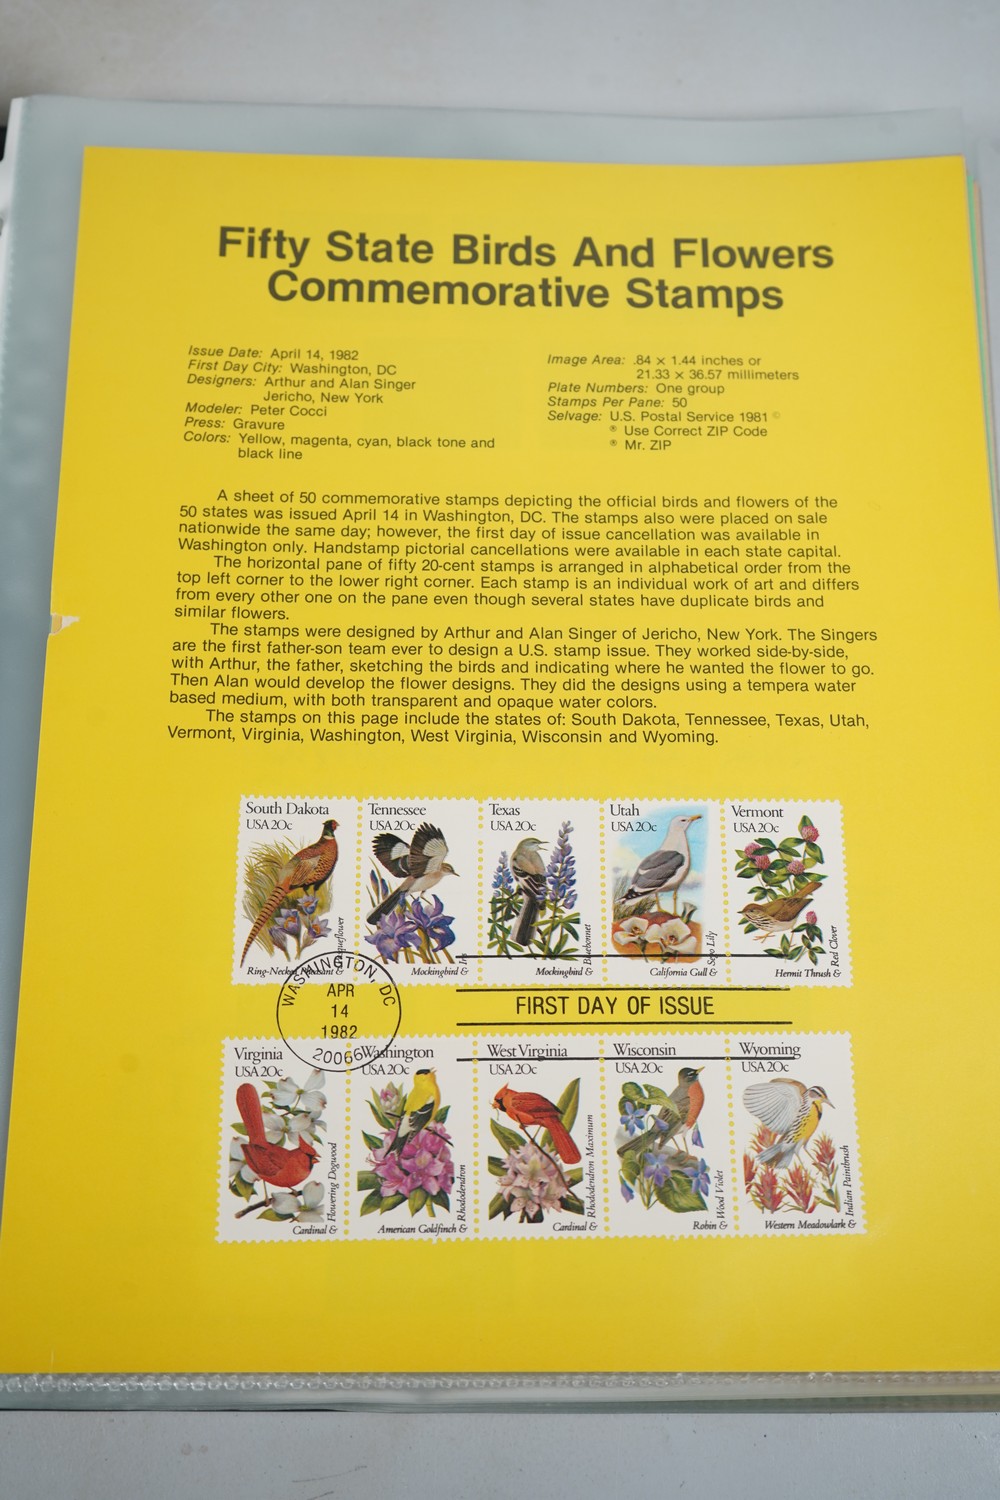 Fifty State Birds And Flowers
Commemorative Stamps
Issue Date: April 14, 1982
First Day City: Washington, DC
Designers: Arthur and Alan Singer
Jericho, New York
Modeler: Peter Cocci
Press: Gravure
Colors: Yellow, magenta, cyan, black tone and
black line
Image Area: .84 × 1.44 inches or
21.33 × 36.57 millimeters
Plate Numbers: One group
Stamps Per Pane: 50
Selvage: U.S. Postal Service 1981 ©
® Use Correct ZIP Code
® Mr. ZIP
A sheet of 50 commemorative stamps depicting the official birds and flowers of the
50 states was issued April 14 in Washington, DC. The stamps also were placed on sale
nationwide the same day; however, the first day of issue cancellation was available in
Washington only. Handstamp pictorial cancellations were available in each state capital.
The horizontal pane of fifty 20-cent stamps is arranged in alphabetical order from the
top left corner to the lower right corner. Each stamp is an individual work of art and differs
from every other one on the pane even though several states have duplicate birds and
similar flowers.
The stamps were designed by Arthur and Alan Singer of Jericho, New York. The Singers
are the first father-son team ever to design a U.S. stamp issue. They worked side-by-side,
with Arthur, the father, sketching the birds and indicating where he wanted the flower to go.
Then Alan would develop the flower designs. They did the designs using a tempera water
based medium, with both transparent and opaque water colors.
The stamps on this page include the states of: South Dakota, Tennessee, Texas, Utah,
Vermont, Virginia, Washington, West Virginia, Wisconsin and Wyoming.
South Dakota
USA 20c
Ring-Necked Pheasant &
Pasqueflower
Tennessee
USA 20c
Mockingbird &
Iris
Texas
USA 20c
Mockingbird &
Bluebonnet
Utah
USA 20c
California Gull &
Sego Lily
Vermont
USA 20c
Hermit Thrush &
Red Clover
WASHINGTON, DC
APR
14
1982
20066
FIRST DAY OF ISSUE
Virginia
USA 20c
Cardinal &
Flowering Dogwood
Washington
USA 20c
American Goldfinch &
Rhododendron
West Virginia
USA 20c
Cardinal &
Rhododendron Maximum
Wisconsin
USA 20c
Robin &
Wood Violet
Wyoming
USA 20c
Western Meadowlark &
Indian Paintbrush